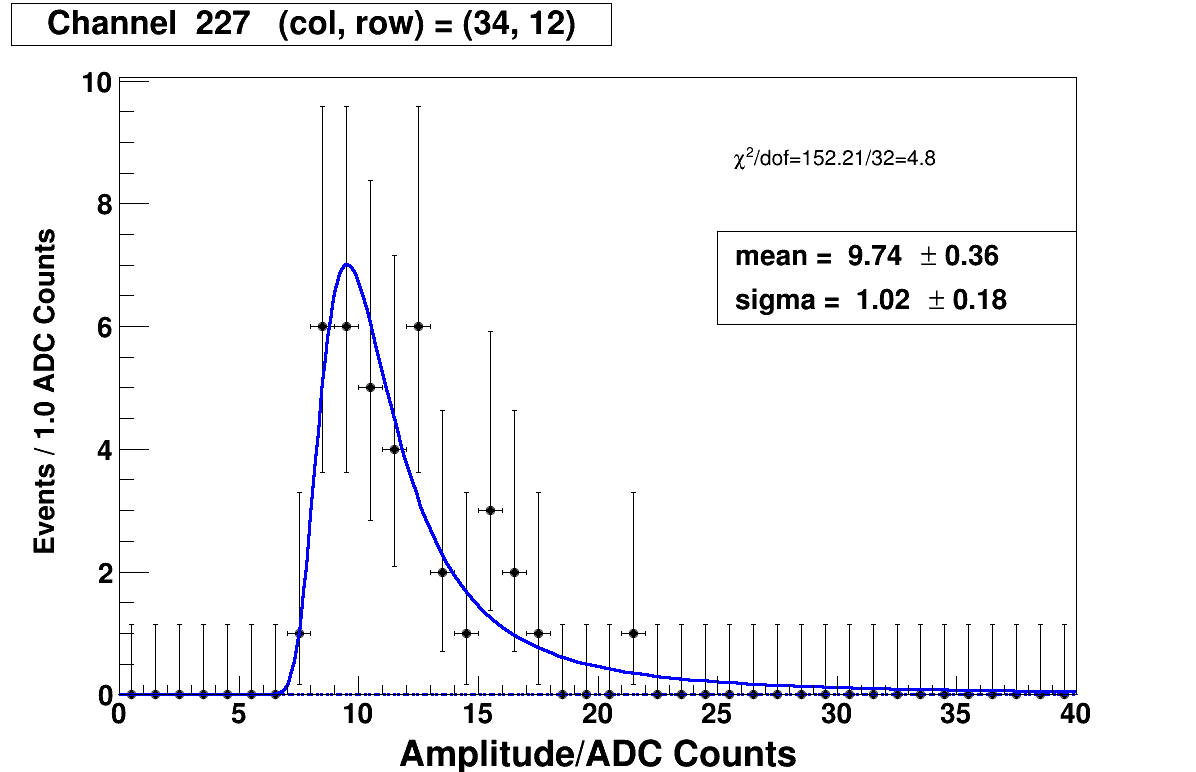 Channel 227 (col, row) = (34, 12)
10
8
6
4
2
0
Events / 1.0 ADC Counts
χ²/dof=152.21/32=4.8
mean = 9.74 ± 0.36
sigma = 1.02 ± 0.18
0 5 10 15 20 25 30 35 40
Amplitude/ADC Counts